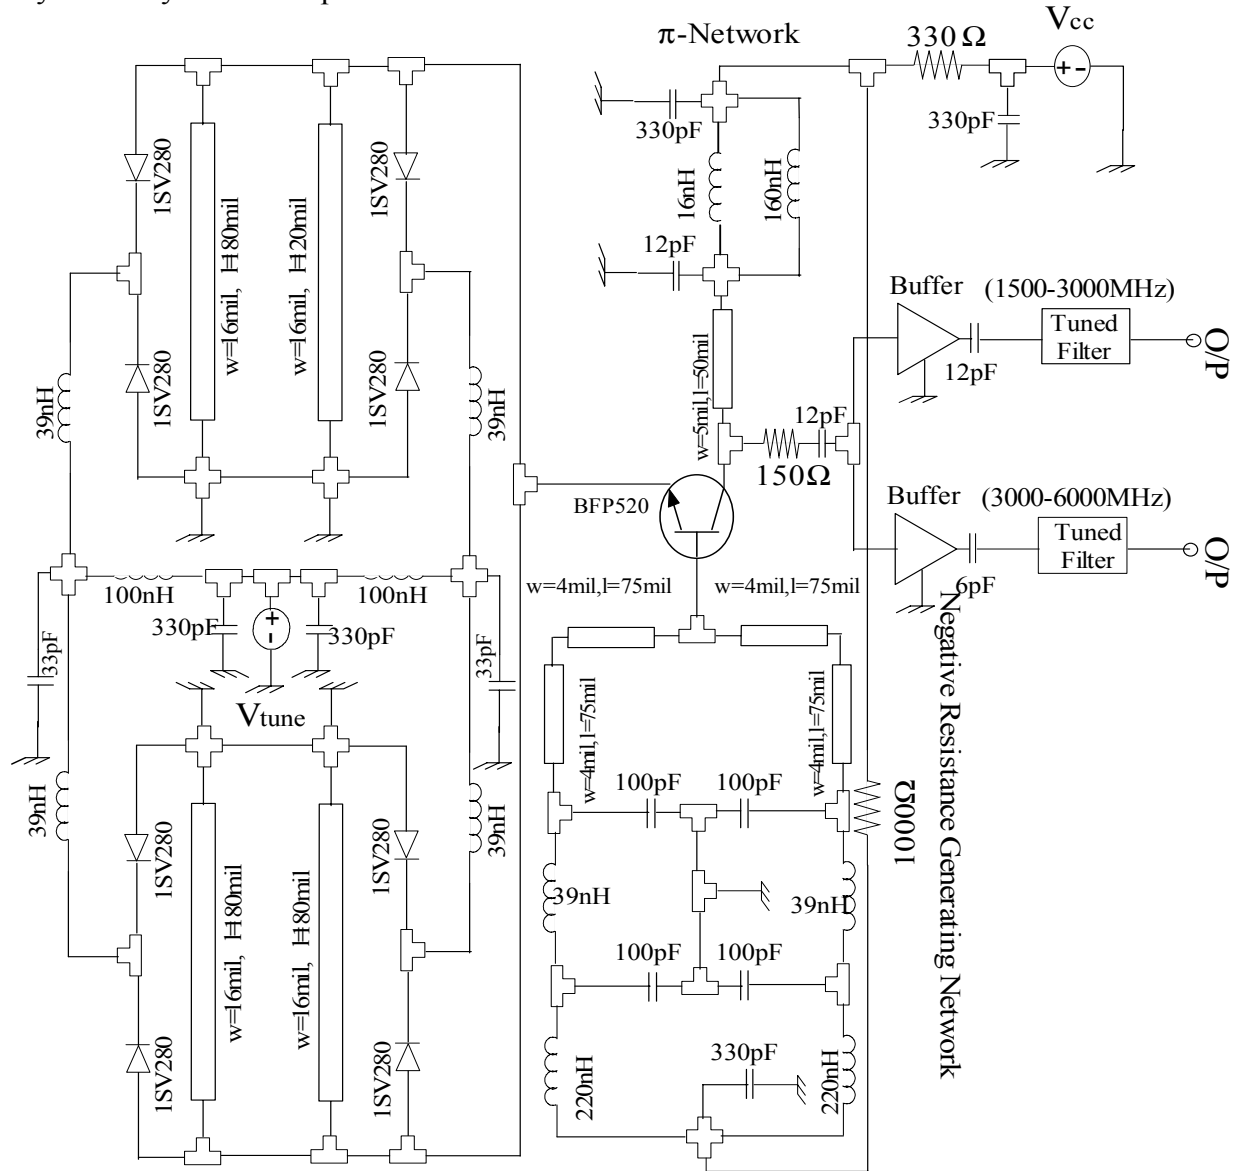 π-Network
330 Ω
Vcc
330pF
330pF
16nH
160nH
12pF
1SV280
w=16mil, l=80mil
w=16mil, l=20mil
1SV280
39nH
1SV280
1SV280
39nH
w=5mil,l=50mil
Buffer
(1500-3000MHz)
Tuned
Filter
O/P
12pF
12pF
150Ω
BFP520
Buffer
(3000-6000MHz)
Tuned
Filter
O/P
6pF
100nH
100nH
330pF
+
-
330pF
33pF
33pF
Vtune
w=4mil,l=75mil
w=4mil,l=75mil
w=4mil,l=75mil
w=4mil,l=75mil
Negative Resistance Generating Network
39nH
1SV280
w=16mil, l=80mil
w=16mil, l=80mil
1SV280
39nH
1SV280
1SV280
100pF
100pF
1000Ω
39nH
39nH
100pF
100pF
330pF
220nH
220nH